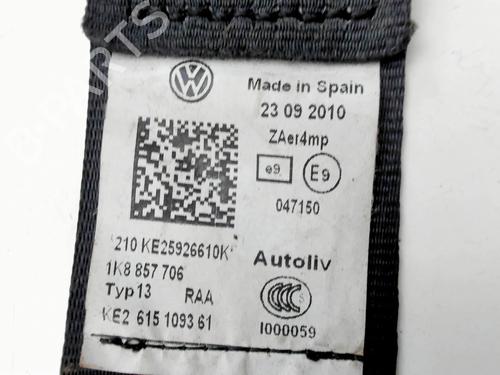 Made in Spain
23 09 2010
ZAer4mp
e9 E9
047150
*210 KE25926610K*
1K8 857 706
Autoliv
Typ13 RAA
KE2 615 1093 61
I000059